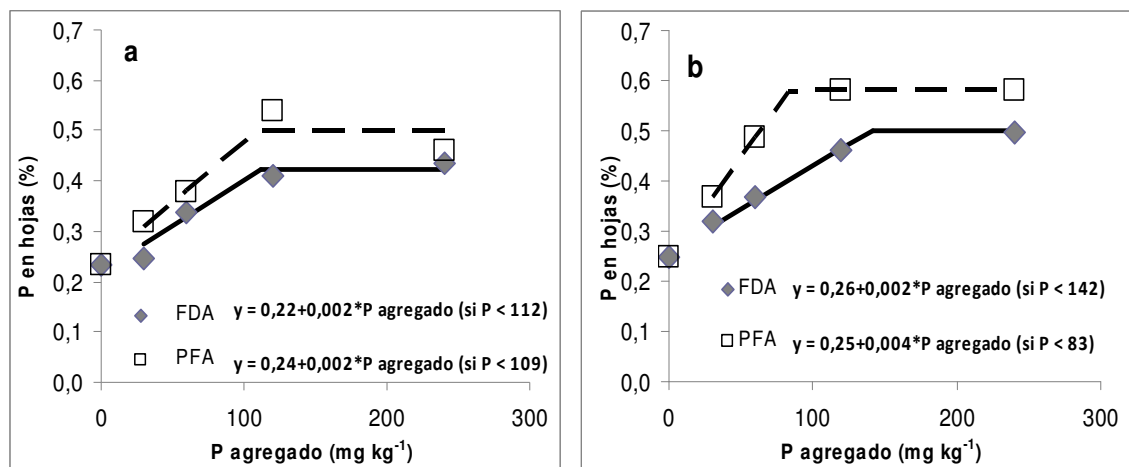 a
P en hojas (%)
0,7
0,6
0,5
0,4
0,3
0,2
0,1
0,0
FDA y = 0,22+0,002*P agregado (si P < 112)
PFA y = 0,24+0,002*P agregado (si P < 109)
0 100 200 300
P agregado (mg kg-1)
b
P en hojas (%)
0,7
0,6
0,5
0,4
0,3
0,2
0,1
0,0
FDA y = 0,26+0,002*P agregado (si P < 142)
PFA y = 0,25+0,004*P agregado (si P < 83)
0 100 200 300
P agregado (mg kg-1)